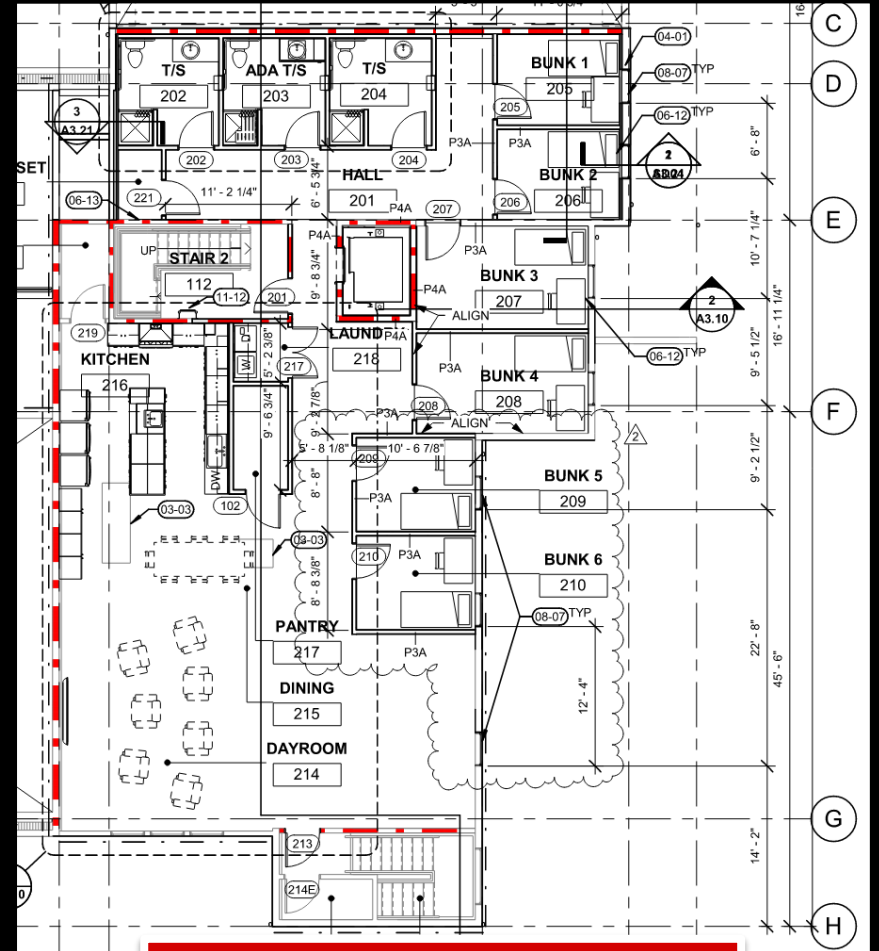 C
BUNK 1
04-01
T/S
ADA T/S
T/S
08-07 TYP
D
202
203
204
205
205
3
A3.21
06-12 TYP
P3A
P3A
6' - 8"
202
203
204
2
SET
HALL
BUNK 2
221
11' - 2 1/4"
6' - 5 3/4"
201
206
206
06-13
P4A
207
E
UP
P4A
P3A
STAIR 2
BUNK 3
10' - 7 1/4"
112
9' - 8 3/4"
P4A
207
2
A3.10
11-12
201
16' - 11 1/4"
ALIGN
219
LAUND
P4A
KITCHEN
218
06-12 TYP
217
5' - 2 3/8"
P3A
BUNK 4
9' - 5 1/2"
216
W
208
208
9' - 6 3/4"
9' - 2 7/8"
P3A
ALIGN
F
2
5' - 8 1/8"
10' - 6 7/8"
209
9' - 2 1/2"
DW
BUNK 5
8' - 8"
P3A
209
102
03-03
03-03
210
P3A
BUNK 6
8' - 8 3/8"
210
08-07 TYP
PANTRY
217
P3A
22' - 8"
45' - 6"
DINING
12' - 4"
215
DAYROOM
214
G
213
14' - 2"
214E
0
H